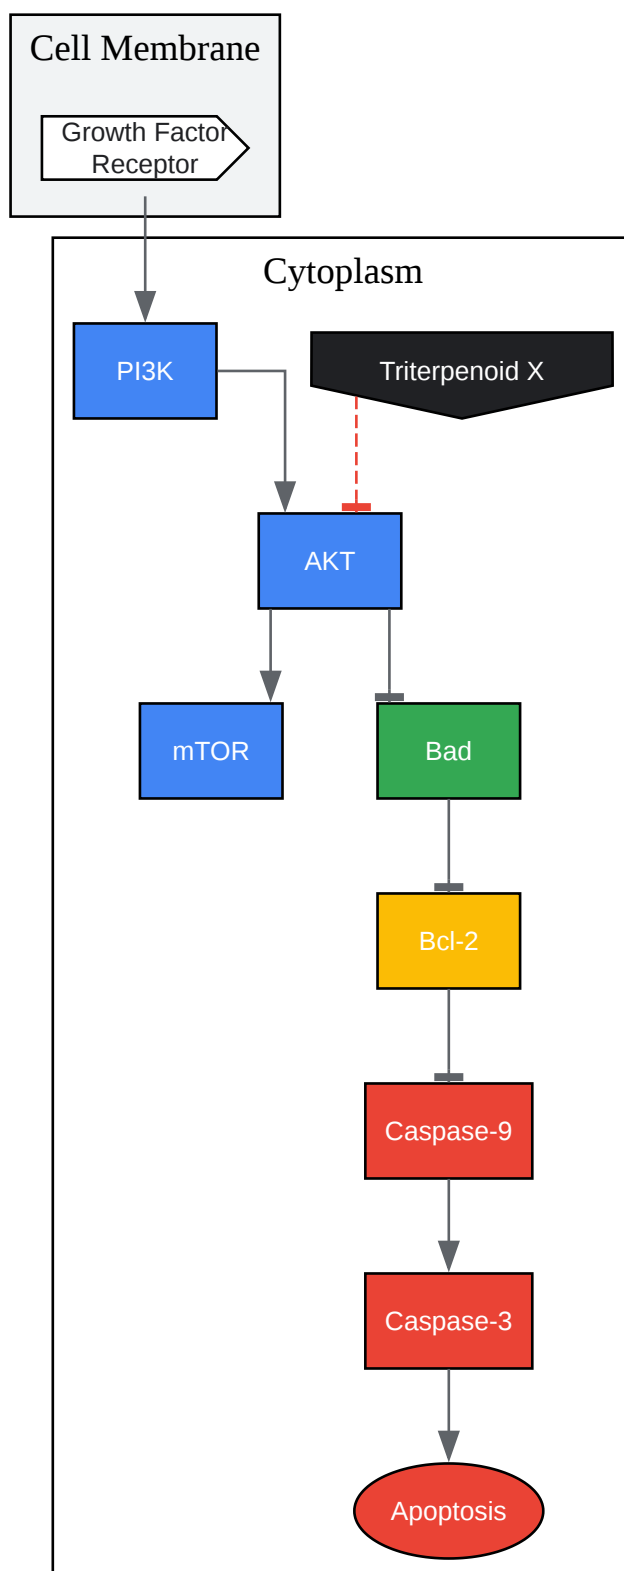 Cell Membrane
Growth Factor
Receptor
Cytoplasm
PI3K
Triterpenoid X
AKT
mTOR
Bad
Bcl-2
Caspase-9
Caspase-3
Apoptosis